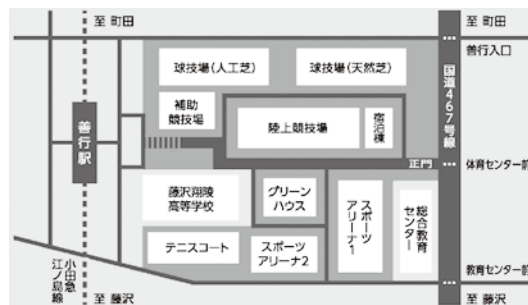 至 町田
至 町田
善行入口
球技場(人工芝)
球技場(天然芝)
国道467号線
補助
競技場
陸上競技場
宿泊棟
善行駅
正門
体育センター前
藤沢翔陵
高等学校
グリーン
ハウス
スポーツ
アリーナ1
総合教育
センター
テニスコート
スポーツ
アリーナ2
小田急
江ノ島線
教育センター前
至 藤沢
至 藤沢